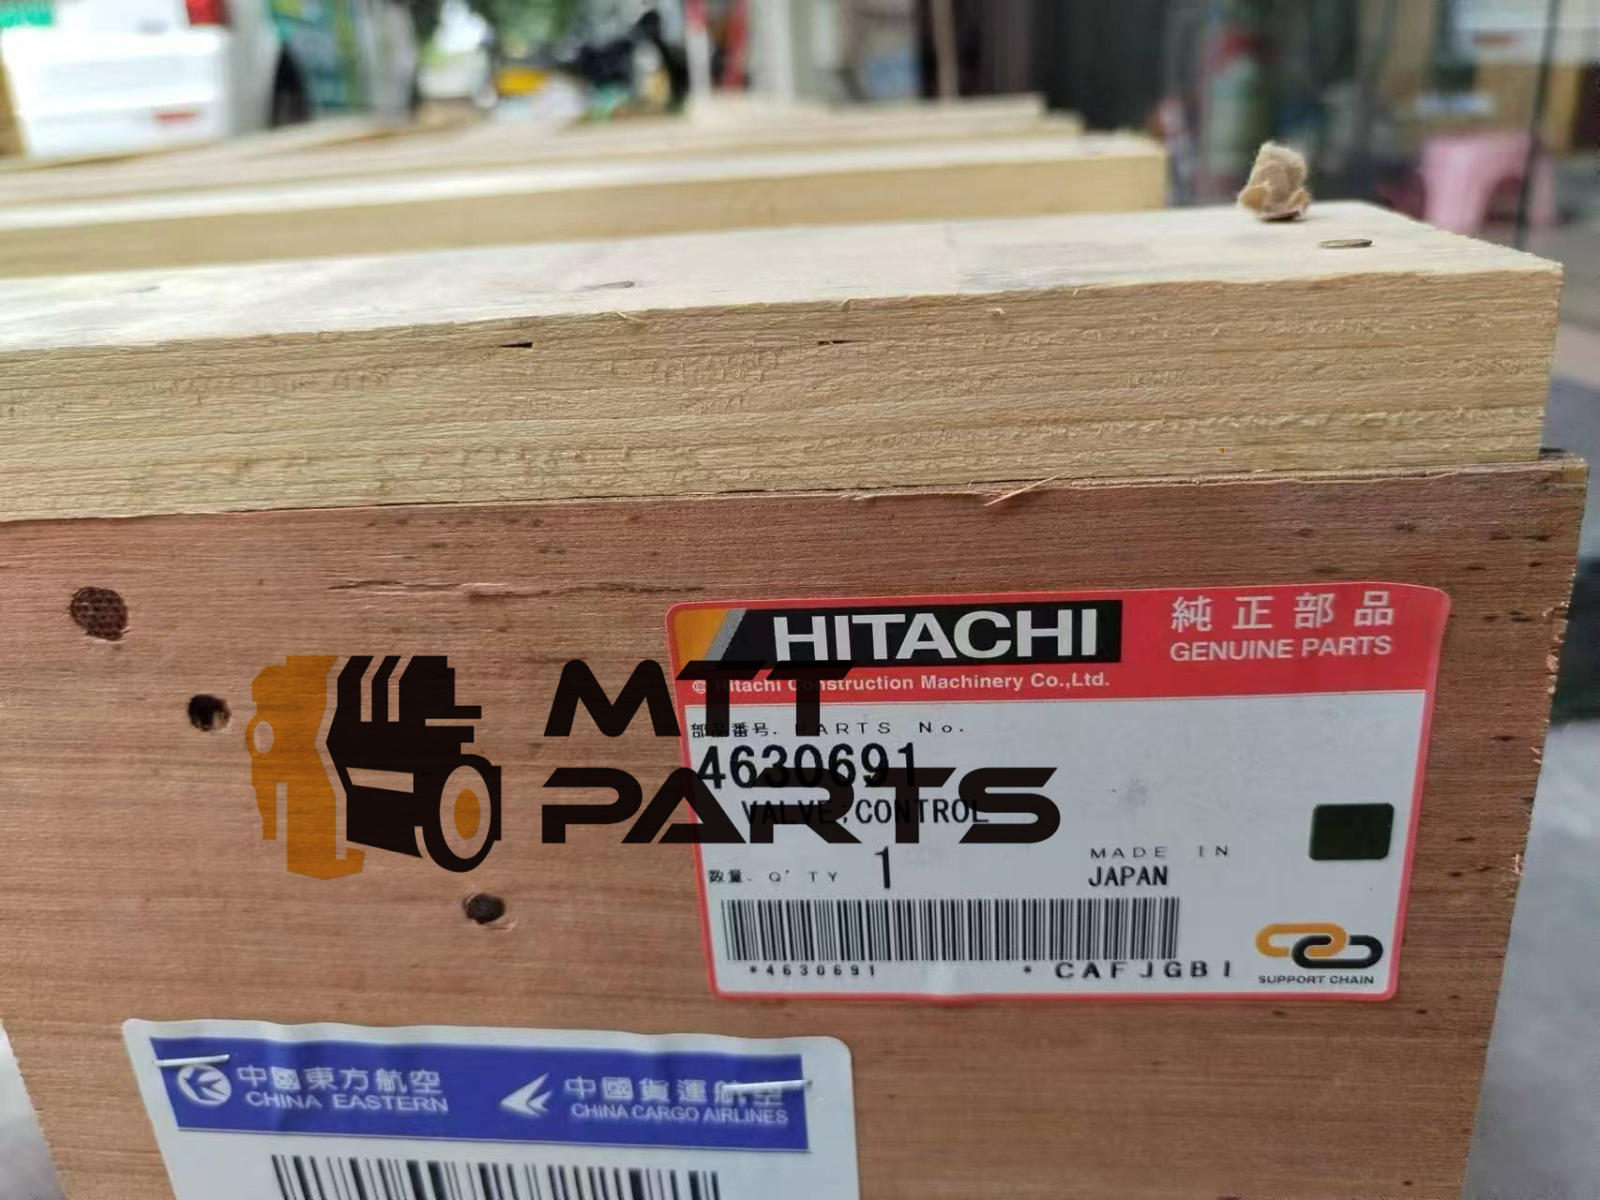 HITACHI
純正部品
GENUINE PARTS
© Hitachi Construction Machinery Co.,Ltd.
部品番号. PARTS No.
4630691
VALVE;CONTROL
数量. Q'TY 1
MADE IN
JAPAN
*4630691 * CAFJGBI
SUPPORT CHAIN
MTT
PARTS
中國東方航空
CHINA EASTERN
中國貨運航空
CHINA CARGO AIRLINES